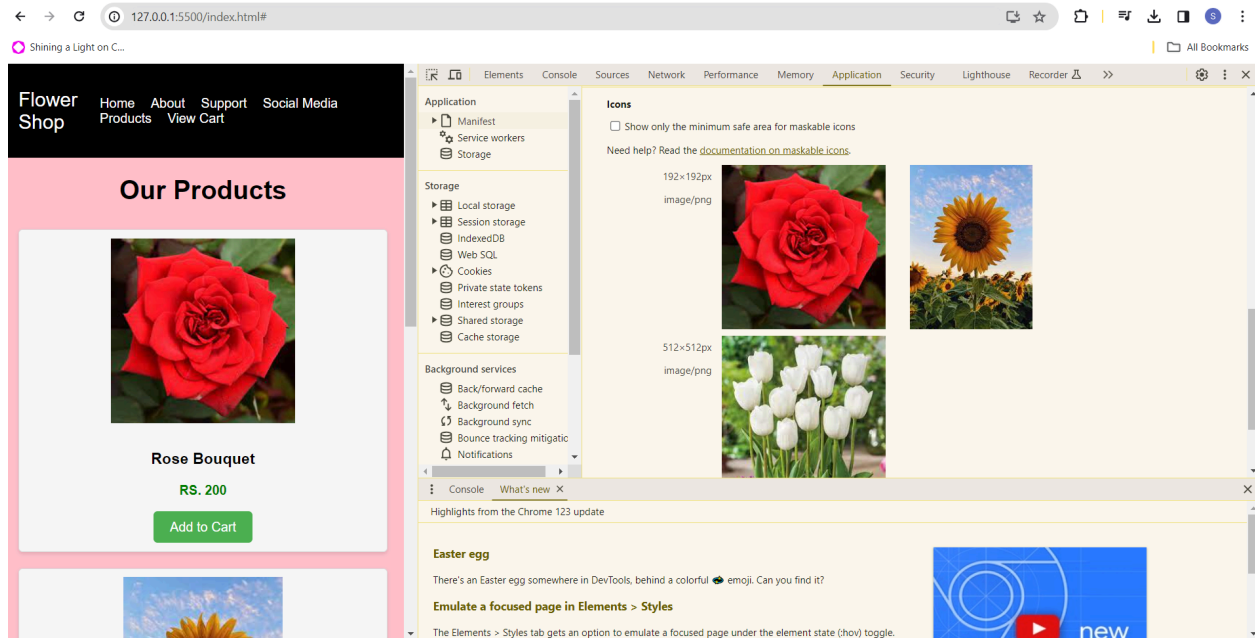 127.0.0.1:5500/index.html#
S
Shining a Light on C...
All Bookmarks
Flower Shop
Home About Support Social Media
Products View Cart
Our Products
Rose Bouquet
RS. 200
Add to Cart
Elements Console Sources Network Performance Memory Application Security Lighthouse Recorder
Application
Manifest
Service workers
Storage
Storage
Local storage
Session storage
IndexedDB
Web SQL
Cookies
Private state tokens
Interest groups
Shared storage
Cache storage
Background services
Back/forward cache
Background fetch
Background sync
Bounce tracking mitigatic
Notifications
Icons
Show only the minimum safe area for maskable icons
Need help? Read the documentation on maskable icons.
192×192px
image/png
512×512px
image/png
Console What's new
Highlights from the Chrome 123 update
Easter egg
There's an Easter egg somewhere in DevTools, behind a colorful emoji. Can you find it?
Emulate a focused page in Elements > Styles
The Elements > Styles tab gets an option to emulate a focused page under the element state (:hov) toggle.
new